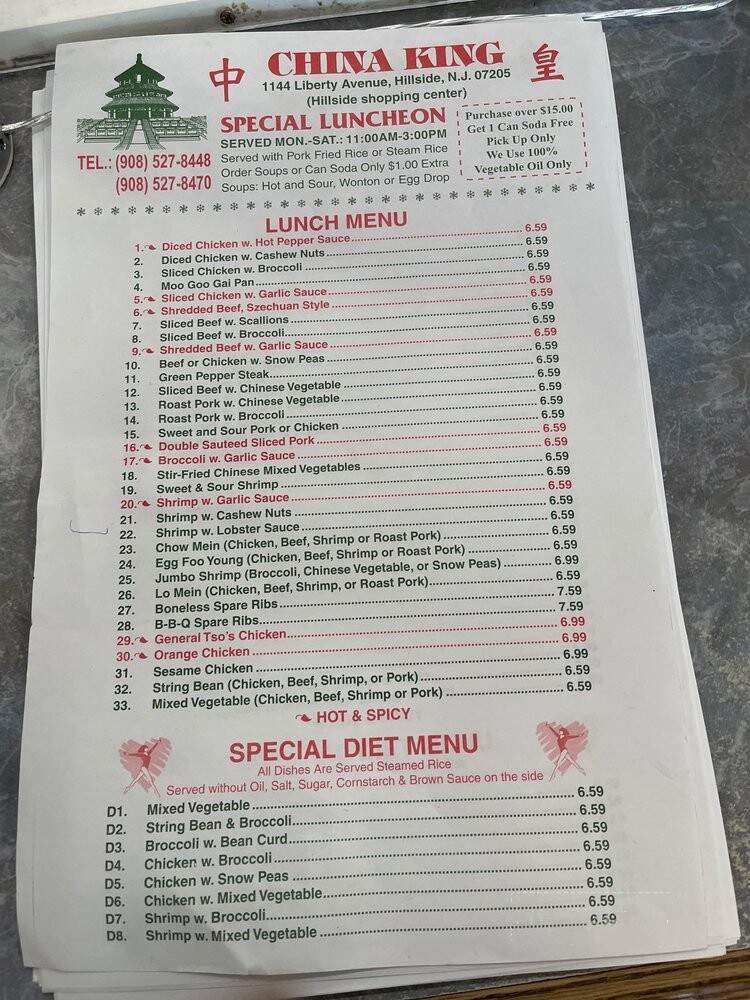 中 CHINA KING 皇
1144 Liberty Avenue, Hillside, N.J. 07205
(Hillside shopping center)
SPECIAL LUNCHEON
SERVED MON.-SAT.: 11:00AM-3:00PM
Served with Pork Fried Rice or Steam Rice
Order Soups or Can Soda Only $1.00 Extra
Soups: Hot and Sour, Wonton or Egg Drop
TEL.: (908) 527-8448
(908) 527-8470
Purchase over $15.00
Get 1 Can Soda Free
Pick Up Only
We Use 100%
Vegetable Oil Only
LUNCH MENU
1. Diced Chicken w. Hot Pepper Sauce 6.59
2. Diced Chicken w. Cashew Nuts 6.59
3. Sliced Chicken w. Broccoli 6.59
4. Moo Goo Gai Pan 6.59
5. Sliced Chicken w. Garlic Sauce 6.59
6. Shredded Beef, Szechuan Style 6.59
7. Sliced Beef w. Scallions 6.59
8. Sliced Beef w. Broccoli 6.59
9. Shredded Beef w. Garlic Sauce 6.59
10. Beef or Chicken w. Snow Peas 6.59
11. Green Pepper Steak 6.59
12. Sliced Beef w. Chinese Vegetable 6.59
13. Roast Pork w. Chinese Vegetable 6.59
14. Roast Pork w. Broccoli 6.59
15. Sweet and Sour Pork or Chicken 6.59
16. Double Sauteed Sliced Pork 6.59
17. Broccoli w. Garlic Sauce 6.59
18. Stir-Fried Chinese Mixed Vegetables 6.59
19. Sweet & Sour Shrimp 6.59
20. Shrimp w. Garlic Sauce 6.59
21. Shrimp w. Cashew Nuts 6.59
22. Shrimp w. Lobster Sauce 6.59
23. Chow Mein (Chicken, Beef, Shrimp or Roast Pork) 6.59
24. Egg Foo Young (Chicken, Beef, Shrimp or Roast Pork) 6.59
25. Jumbo Shrimp (Broccoli, Chinese Vegetable, or Snow Peas) 6.99
26. Lo Mein (Chicken, Beef, Shrimp, or Roast Pork) 6.59
27. Boneless Spare Ribs 7.59
28. B-B-Q Spare Ribs 7.59
29. General Tso's Chicken 6.99
30. Orange Chicken 6.99
31. Sesame Chicken 6.99
32. String Bean (Chicken, Beef, Shrimp, or Pork) 6.59
33. Mixed Vegetable (Chicken, Beef, Shrimp or Pork) 6.59
HOT & SPICY
SPECIAL DIET MENU
All Dishes Are Served Steamed Rice
Served without Oil, Salt, Sugar, Cornstarch & Brown Sauce on the side
D1. Mixed Vegetable 6.59
D2. String Bean & Broccoli 6.59
D3. Broccoli w. Bean Curd 6.59
D4. Chicken w. Broccoli 6.59
D5. Chicken w. Snow Peas 6.59
D6. Chicken w. Mixed Vegetable 6.59
D7. Shrimp w. Broccoli 6.59
D8. Shrimp w. Mixed Vegetable 6.59